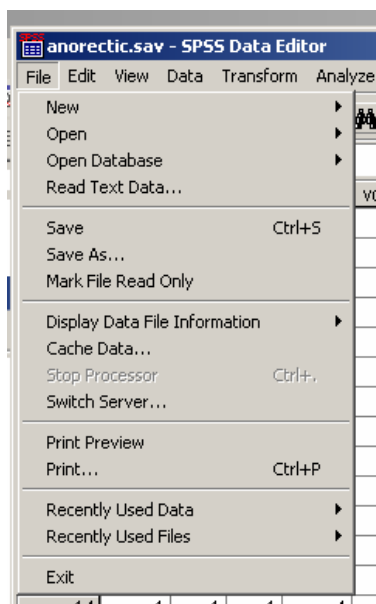 anorectic.sav - SPSS Data Editor
File Edit View Data Transform Analyze
New
Open
Open Database
Read Text Data...
Save Ctrl+S
Save As...
Mark File Read Only
Display Data File Information
Cache Data...
Stop Processor Ctrl+.
Switch Server...
Print Preview
Print... Ctrl+P
Recently Used Data
Recently Used Files
Exit